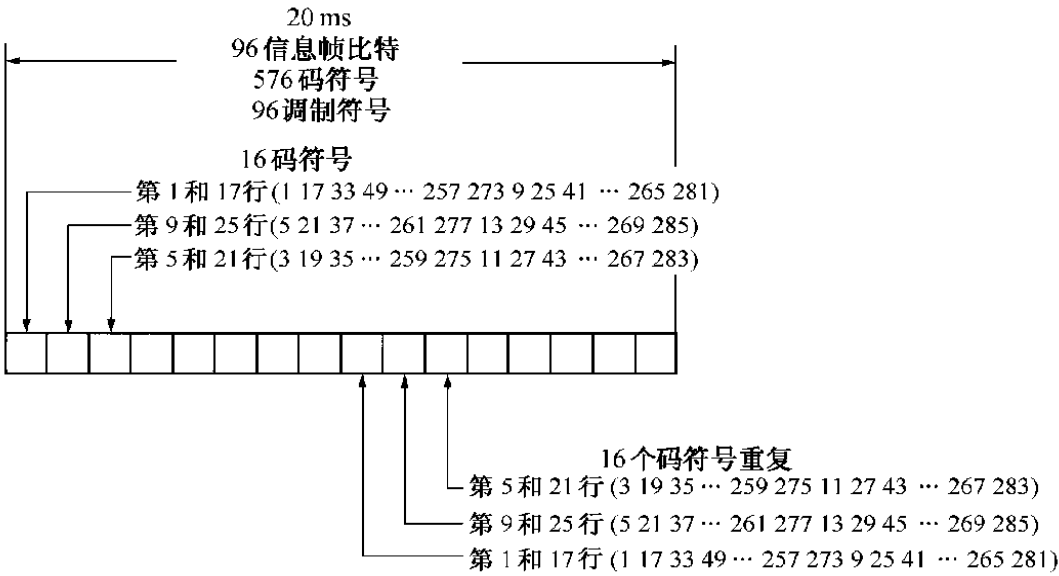 20 ms
96信息帧比特
576码符号
96调制符号
16码符号
第1和17行(1 17 33 49 … 257 273 9 25 41 … 265 281)
第9和25行(5 21 37 … 261 277 13 29 45 … 269 285)
第5和21行(3 19 35 … 259 275 11 27 43 … 267 283)
16个码符号重复
第5和21行(3 19 35 … 259 275 11 27 43 … 267 283)
第9和25行(5 21 37 … 261 277 13 29 45 … 269 285)
第1和17行(1 17 33 49 … 257 273 9 25 41 … 265 281)